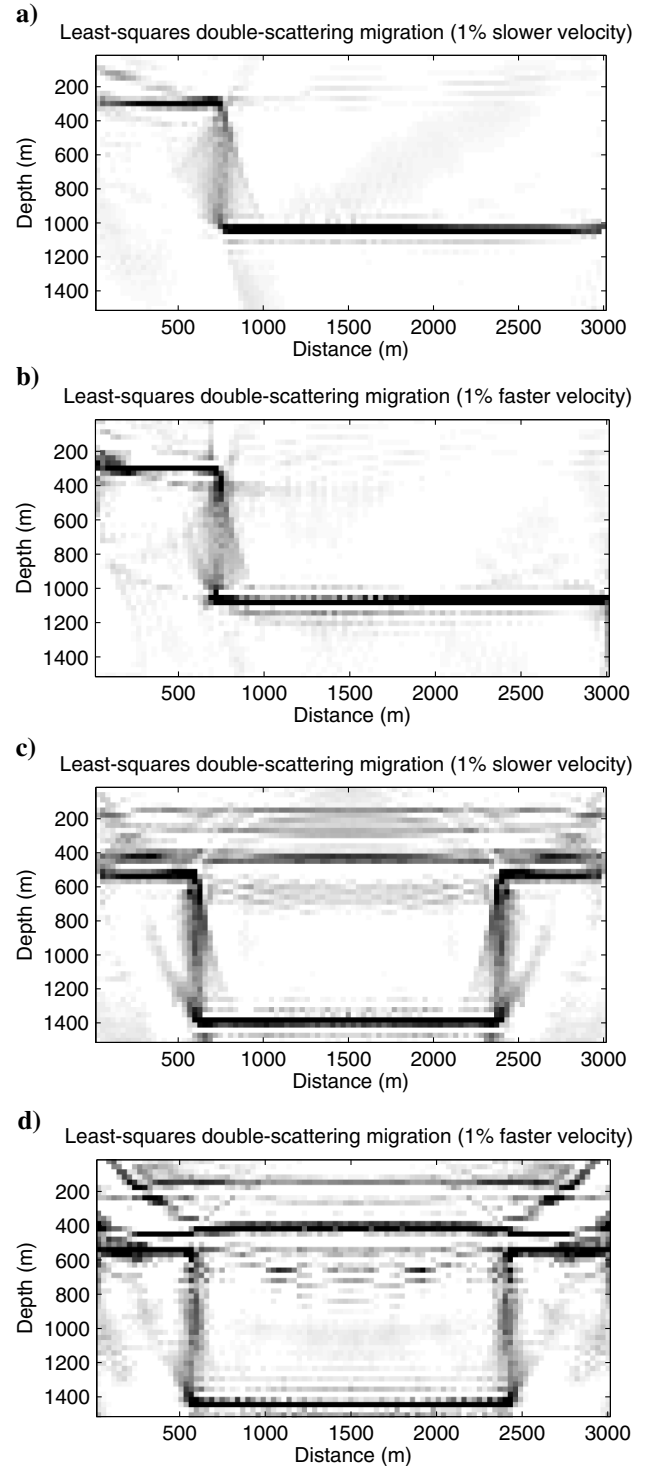 a)
Least-squares double-scattering migration (1% slower velocity)
200
400
600
800
1000
1200
1400
Depth (m)
500 1000 1500 2000 2500 3000
Distance (m)
b)
Least-squares double-scattering migration (1% faster velocity)
200
400
600
800
1000
1200
1400
Depth (m)
500 1000 1500 2000 2500 3000
Distance (m)
c)
Least-squares double-scattering migration (1% slower velocity)
200
400
600
800
1000
1200
1400
Depth (m)
500 1000 1500 2000 2500 3000
Distance (m)
d)
Least-squares double-scattering migration (1% faster velocity)
200
400
600
800
1000
1200
1400
Depth (m)
500 1000 1500 2000 2500 3000
Distance (m)